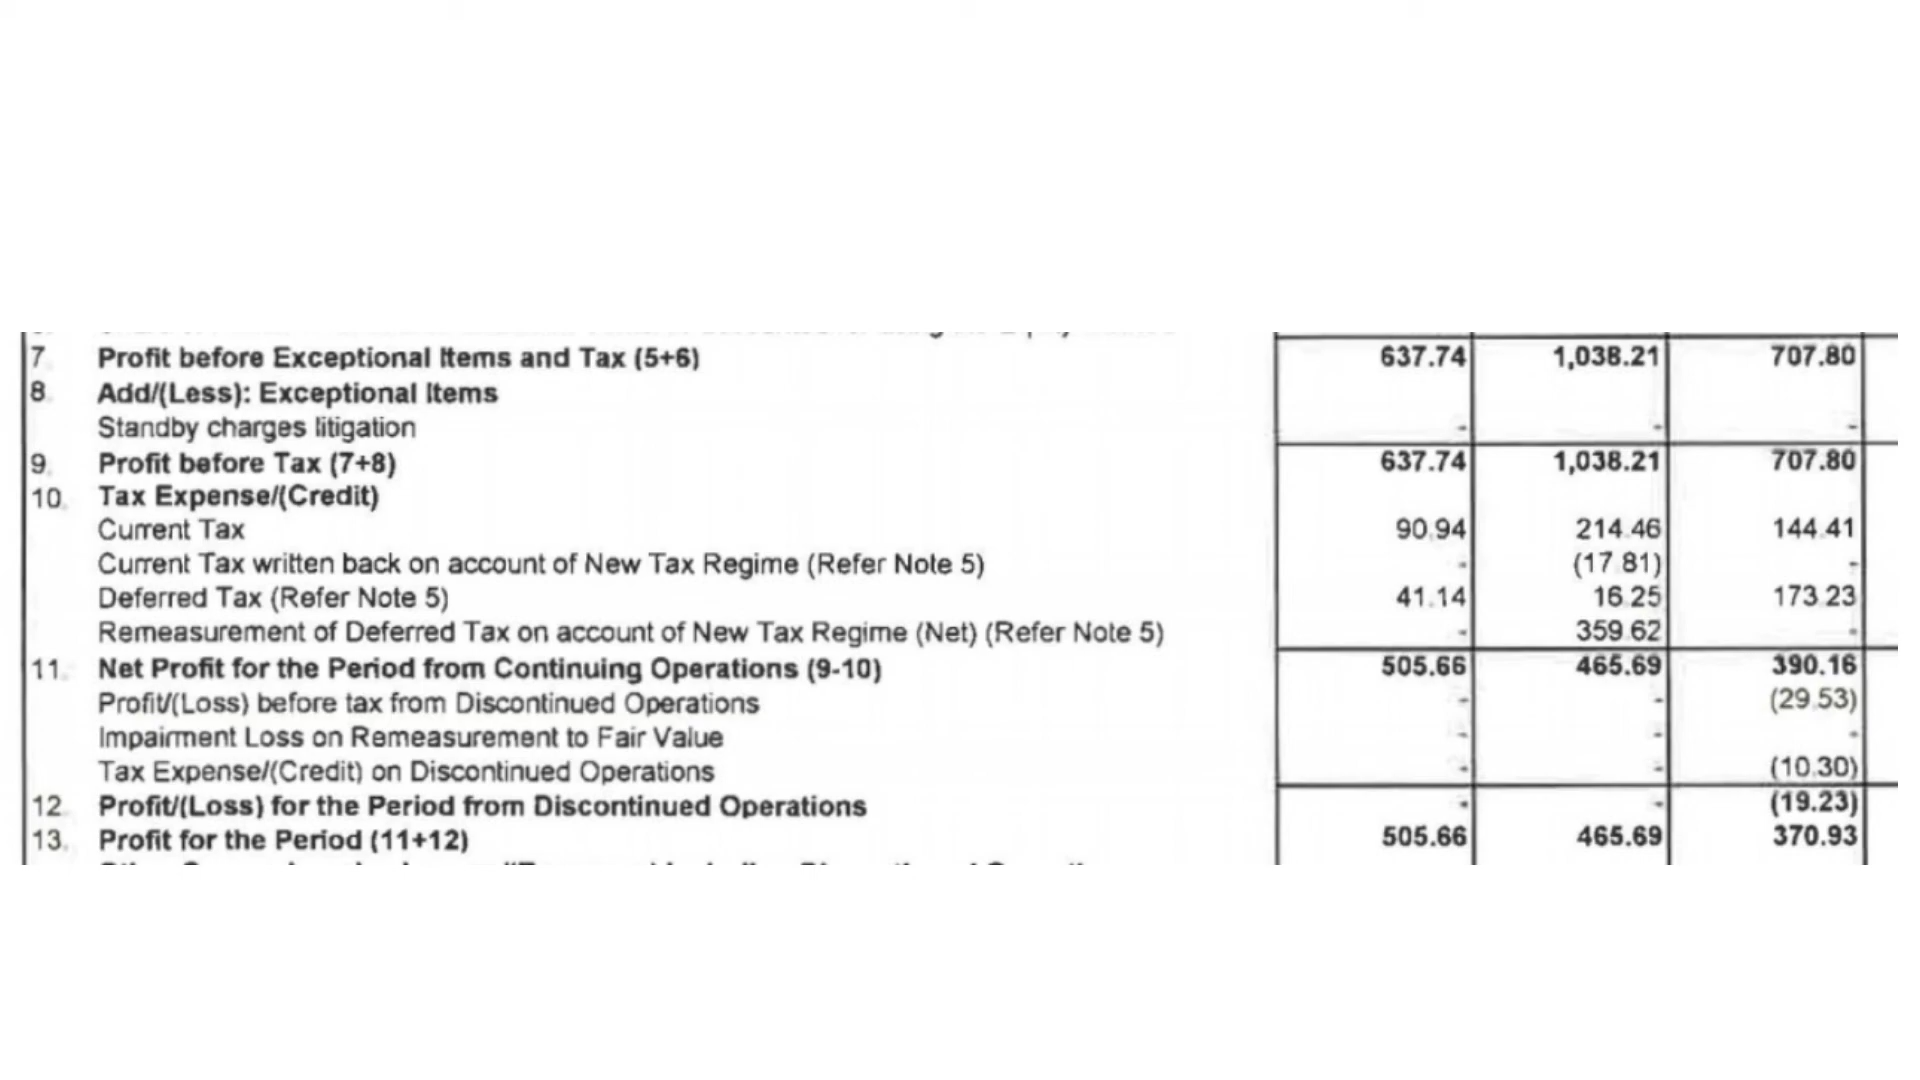 7. Profit before Exceptional Items and Tax (5+6) 637.74 1,038.21 707.80
8. Add/(Less): Exceptional Items
Standby charges litigation - - -
9. Profit before Tax (7+8) 637.74 1,038.21 707.80
10. Tax Expense/(Credit)
Current Tax 90.94 214.46 144.41
Current Tax written back on account of New Tax Regime (Refer Note 5) - (17.81) -
Deferred Tax (Refer Note 5) 41.14 16.25 173.23
Remeasurement of Deferred Tax on account of New Tax Regime (Net) (Refer Note 5) - 359.62 -
11. Net Profit for the Period from Continuing Operations (9-10) 505.66 465.69 390.16
Profit/(Loss) before tax from Discontinued Operations - - (29.53)
Impairment Loss on Remeasurement to Fair Value - - -
Tax Expense/(Credit) on Discontinued Operations - - (10.30)
12. Profit/(Loss) for the Period from Discontinued Operations - - (19.23)
13. Profit for the Period (11+12) 505.66 465.69 370.93